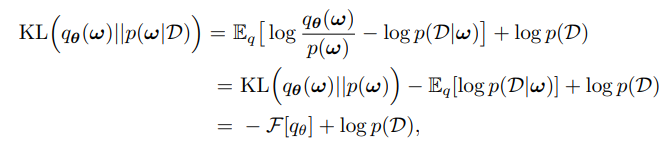 KL(q_θ(ω)||p(ω|𝒟)) = 𝔼_q[log q_θ(ω)/p(ω) − log p(𝒟|ω)] + log p(𝒟)
= KL(q_θ(ω)||p(ω)) − 𝔼_q[log p(𝒟|ω)] + log p(𝒟)
= − ℱ[q_θ] + log p(𝒟),